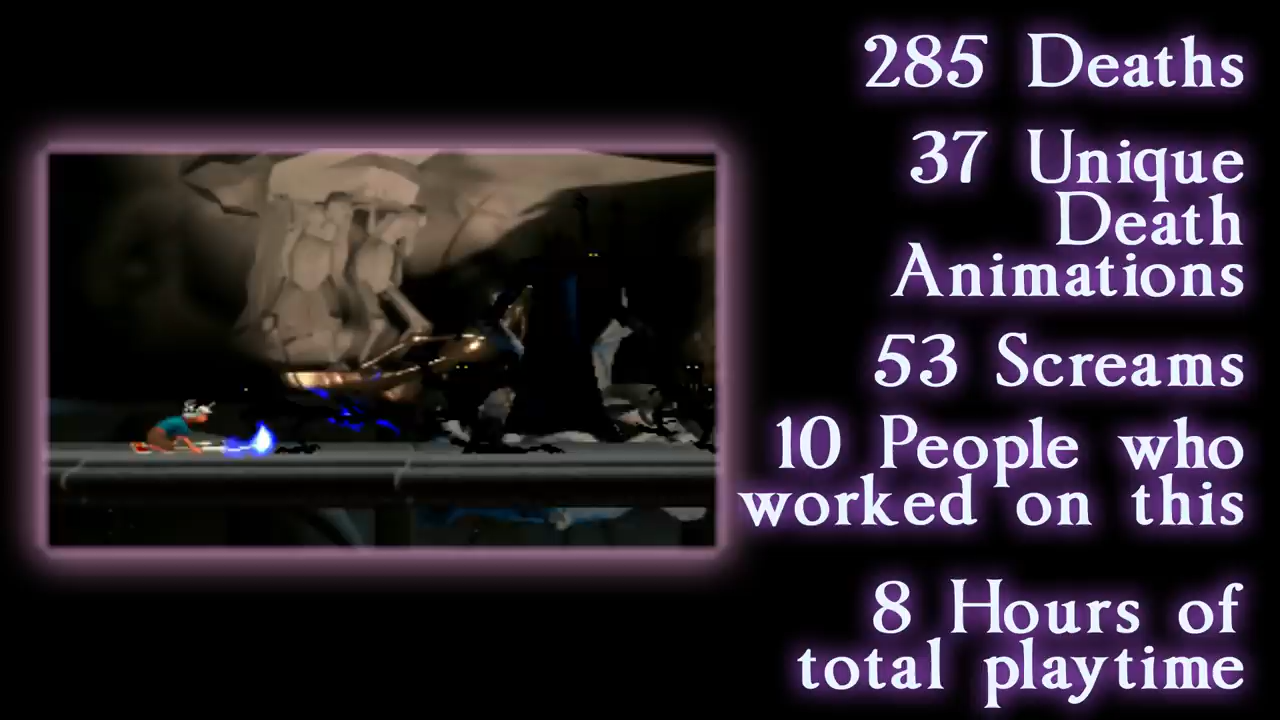 285 Deaths
37 Unique
Death
Animations
53 Screams
10 People who
worked on this
8 Hours of
total playtime